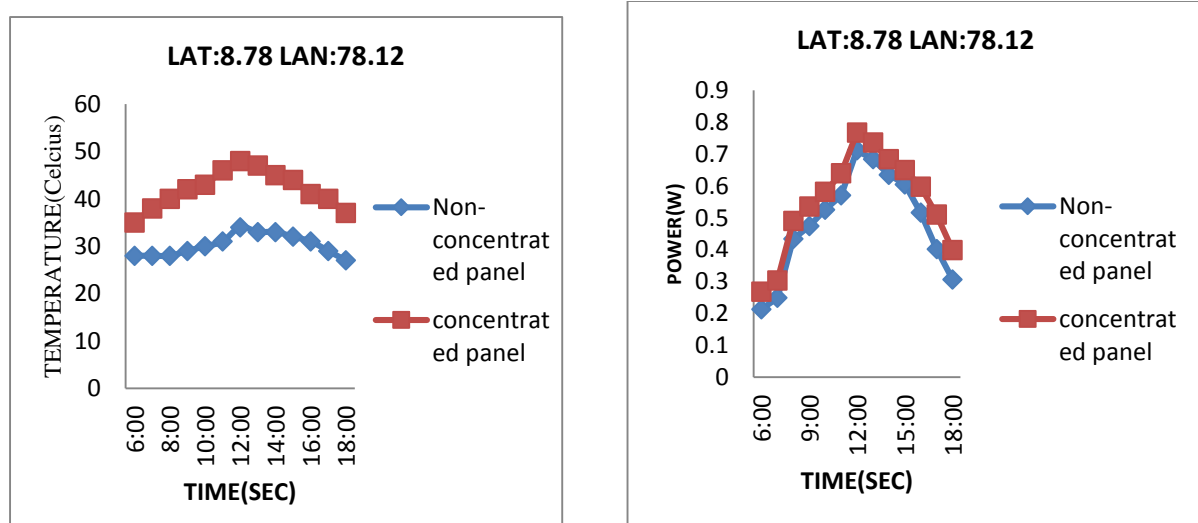 LAT:8.78 LAN:78.12
60
50
40
30
20
10
0
TEMPERATURE(Celcius)
6:00
8:00
10:00
12:00
14:00
16:00
18:00
TIME(SEC)
Non-
concentrat
ed panel
concentrat
ed panel
LAT:8.78 LAN:78.12
0.9
0.8
0.7
0.6
0.5
0.4
0.3
0.2
0.1
0
POWER(W)
6:00
9:00
12:00
15:00
18:00
TIME(SEC)
Non-
concentrat
ed panel
concentrat
ed panel